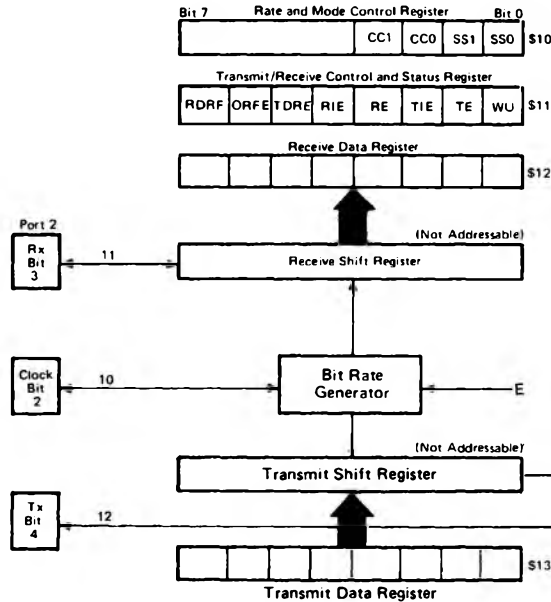 Bit 7 Rate and Mode Control Register Bit 0
CC1 CC0 SS1 SS0 $10
Transmit/Receive Control and Status Register
RDRF ORFE TDRE RIE RE TIE TE WU $11
Receive Data Register
$12
Port 2
(Not Addressable)
Rx
Bit
3
11
Receive Shift Register
Clock
Bit
2
10
Bit Rate
Generator
E
(Not Addressable)
Transmit Shift Register
Tx
Bit
4
12
$13
Transmit Data Register